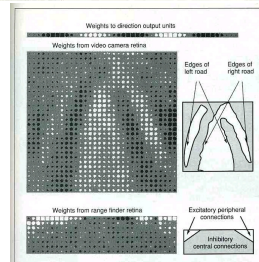 Weights to direction output units
Weights from video camera retina
Edges of
left road
Edges of
right road
Weights from range finder retina
Excitatory peripheral
connections
Inhibitory
central connections